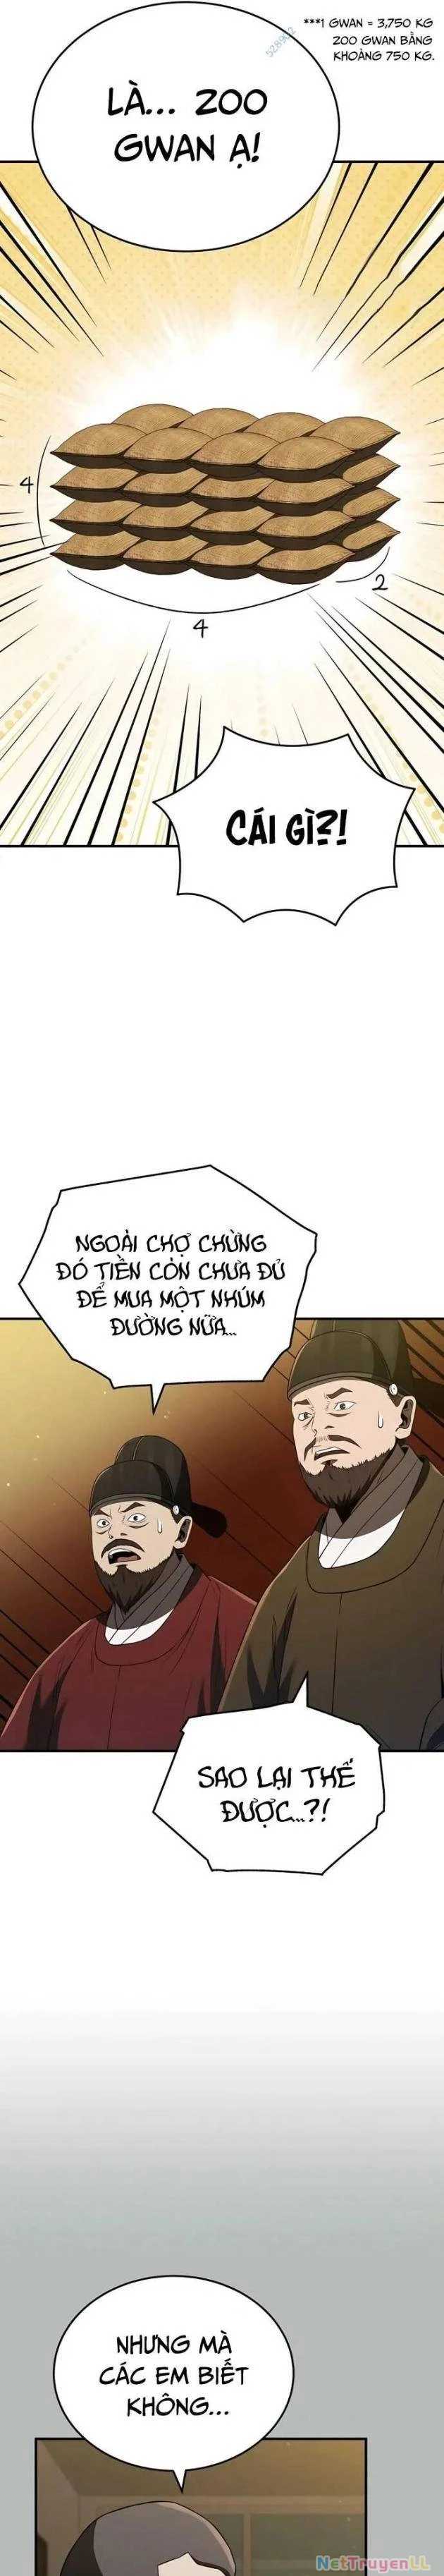 ***1 GWAN = 3,750 KG
200 GWAN BẰNG
KHOẢNG 750 KG.
528902
LÀ... 200
GWAN Ạ!
4
4
2
CÁI GÌ?!
NGOÀI CHỢ CHỪNG
ĐÓ TIỀN CÒN CHƯA ĐỦ
ĐỂ MUA MỘT NHÚM
ĐƯỜNG NỮA...
SAO LẠI THẾ
ĐƯỢC...?!
NHƯNG MÀ
CÁC EM BIẾT
KHÔNG...
NetTruyenLL